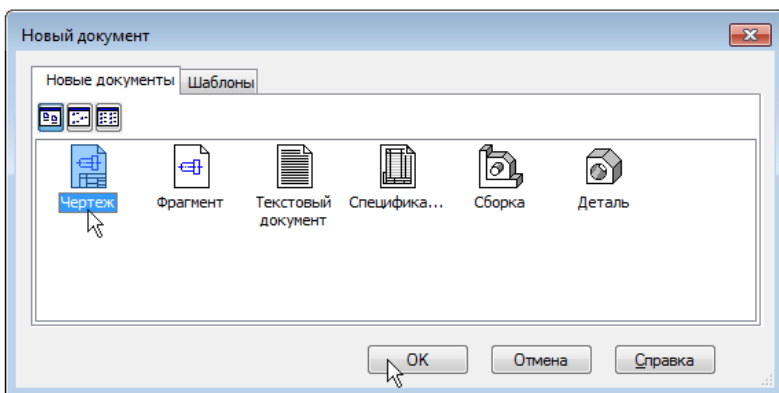 Новый документ
Новые документы Шаблоны
Чертеж Фрагмент Текстовый документ Специфика... Сборка Деталь
OK Отмена Справка